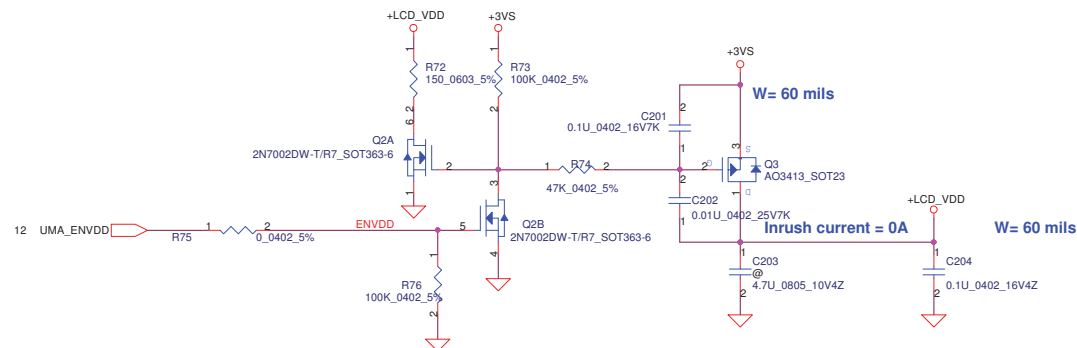 +LCD_VDD
+3VS
1
1
R72
150_0603_5%
R73
100K_0402_5%
2
2
+3VS
W= 60 mils
2
C201
0.1U_0402_16V7K
1
6
Q2A
2N7002DW-T/R7_SOT363-6
2
1
1
R74
2
47K_0402_5%
3
S
G
2
Q3
AO3413_SOT23
D
1
2
C202
0.01U_0402_25V7K
1
3
Q2B
2N7002DW-T/R7_SOT363-6
5
4
+LCD_VDD
Inrush current = 0A
W= 60 mils
12
UMA_ENVDD
1
R75
2
0_0402_5%
ENVDD
1
R76
100K_0402_5%
2
1
C203
@
4.7U_0805_10V4Z
2
1
C204
0.1U_0402_16V4Z
2